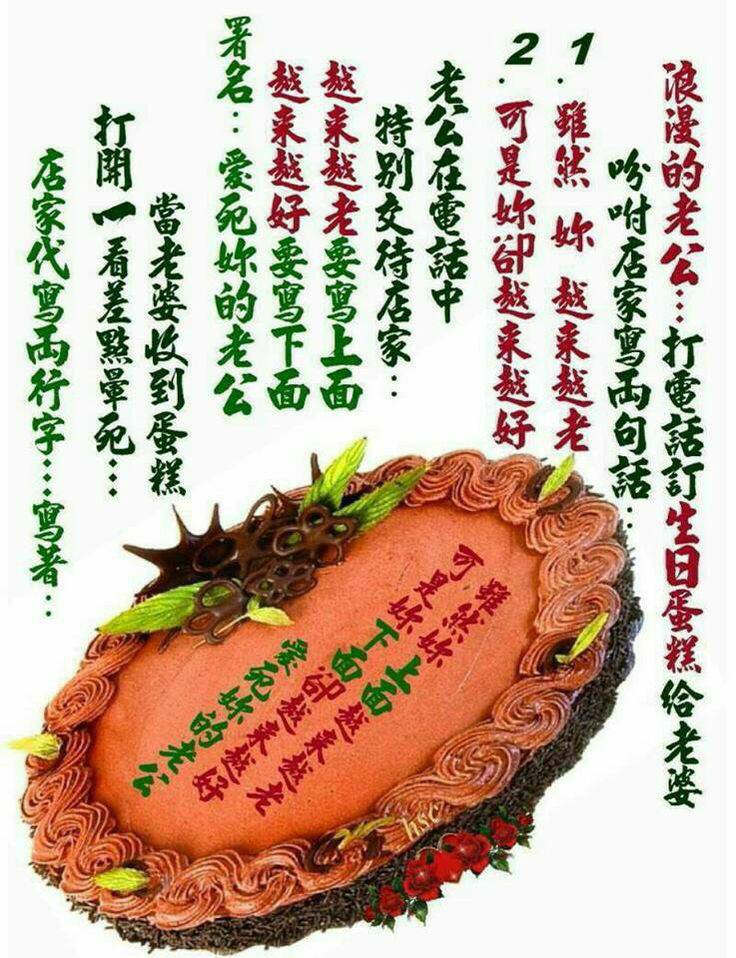 浪漫的老公…打電話訂生日蛋糕給老婆
吩咐店家寫両句話…
1.雖然 妳 越来越老
2.可是妳卻越来越好
老公在電話中
特别交待店家…
越来越老要寫上面
越来越好要寫下面
署名：愛死妳的老公
當老婆收到蛋糕
打開一看差點暈死…
店家代寫両行字…寫著…
雖然妳上面越来越老
可是妳下面卻越来越好
愛死妳的老公
hsc